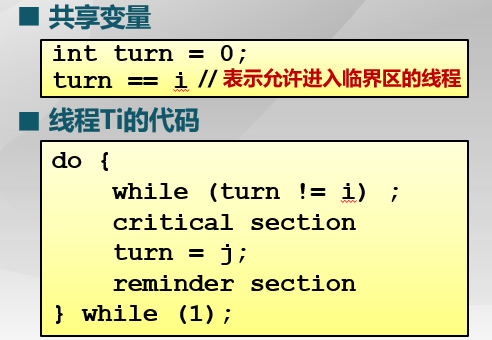 ■ 共享变量
int turn = 0;
turn == i // 表示允许进入临界区的线程
■ 线程Ti的代码
do {
while (turn != i) ;
critical section
turn = j;
reminder section
} while (1);